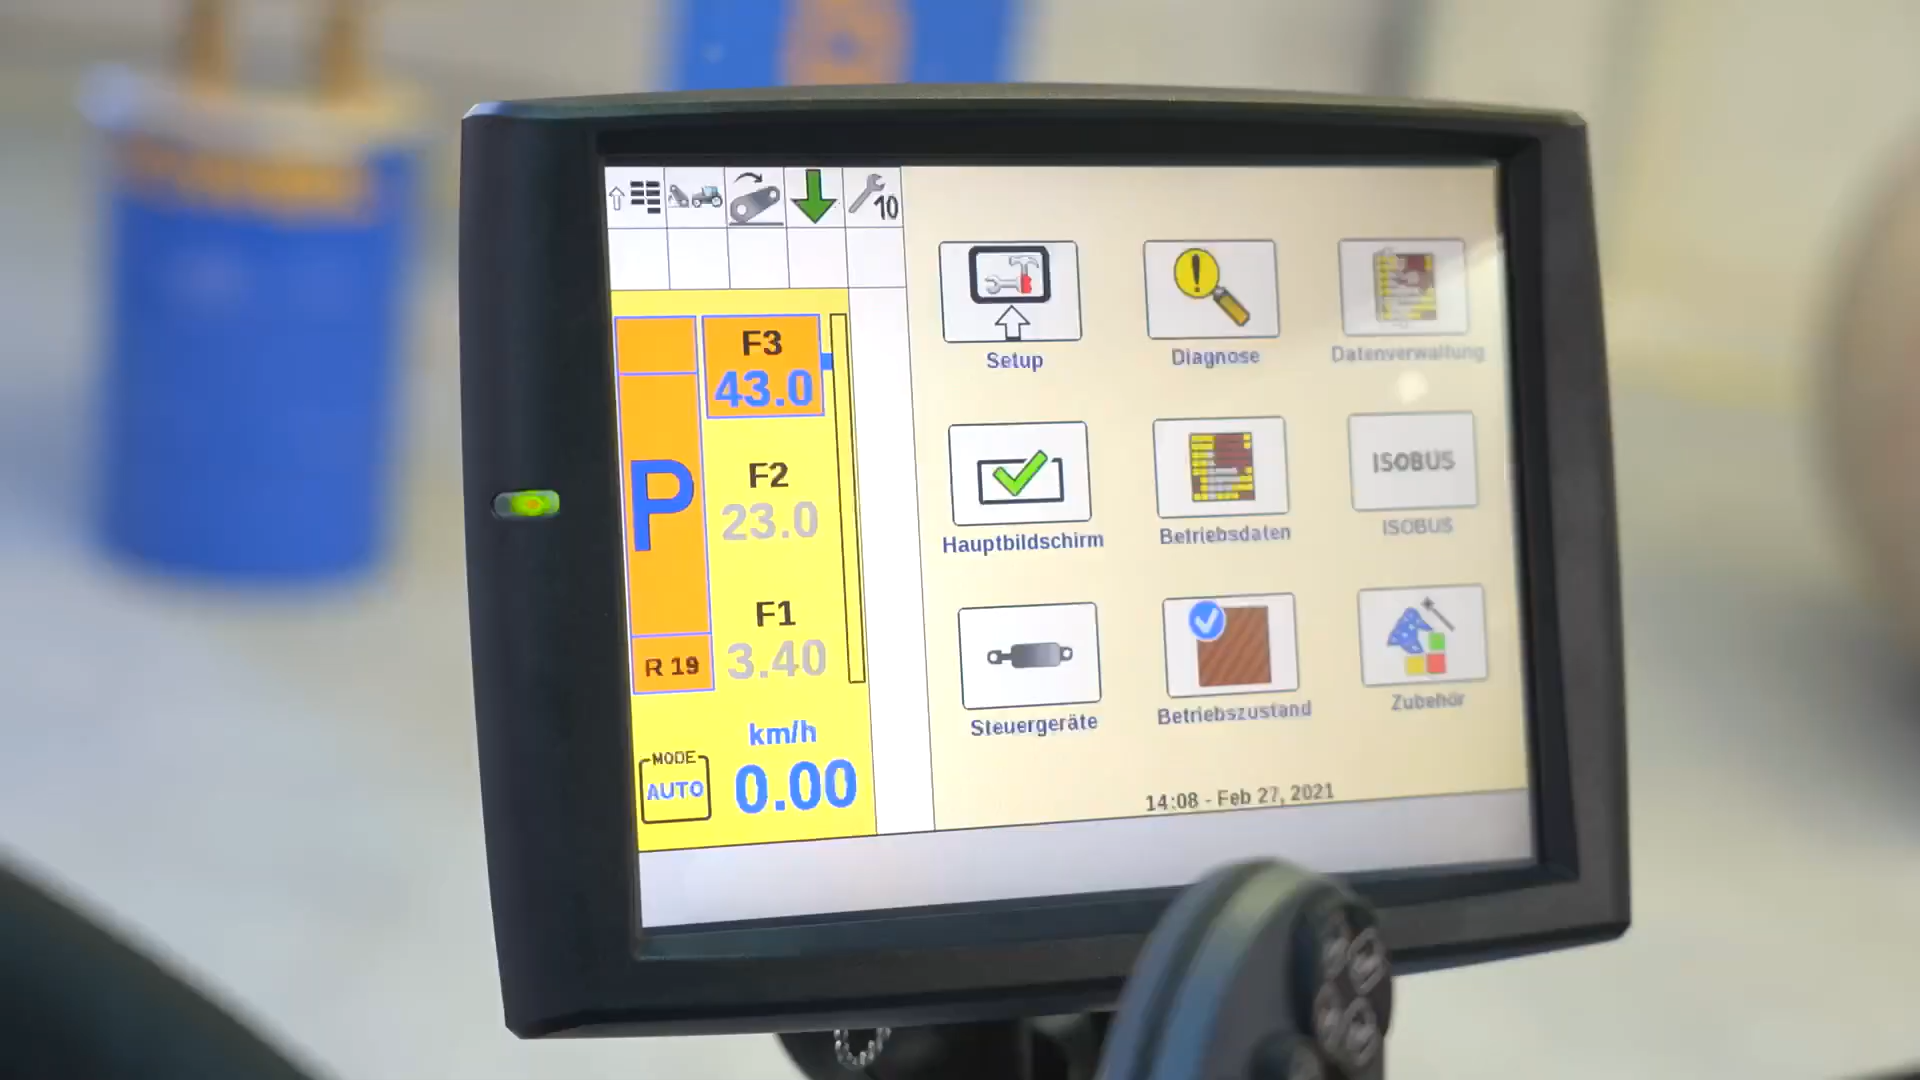 10
F3
43.0
P
F2
23.0
F1
3.40
R 19
km/h
MODE
AUTO
0.00
Setup
Diagnose
Datenverwaltung
Hauptbildschirm
Betriebsdaten
ISOBUS
ISOBUS
Steuergeräte
Betriebszustand
Zubehör
14:08 - Feb 27, 2021